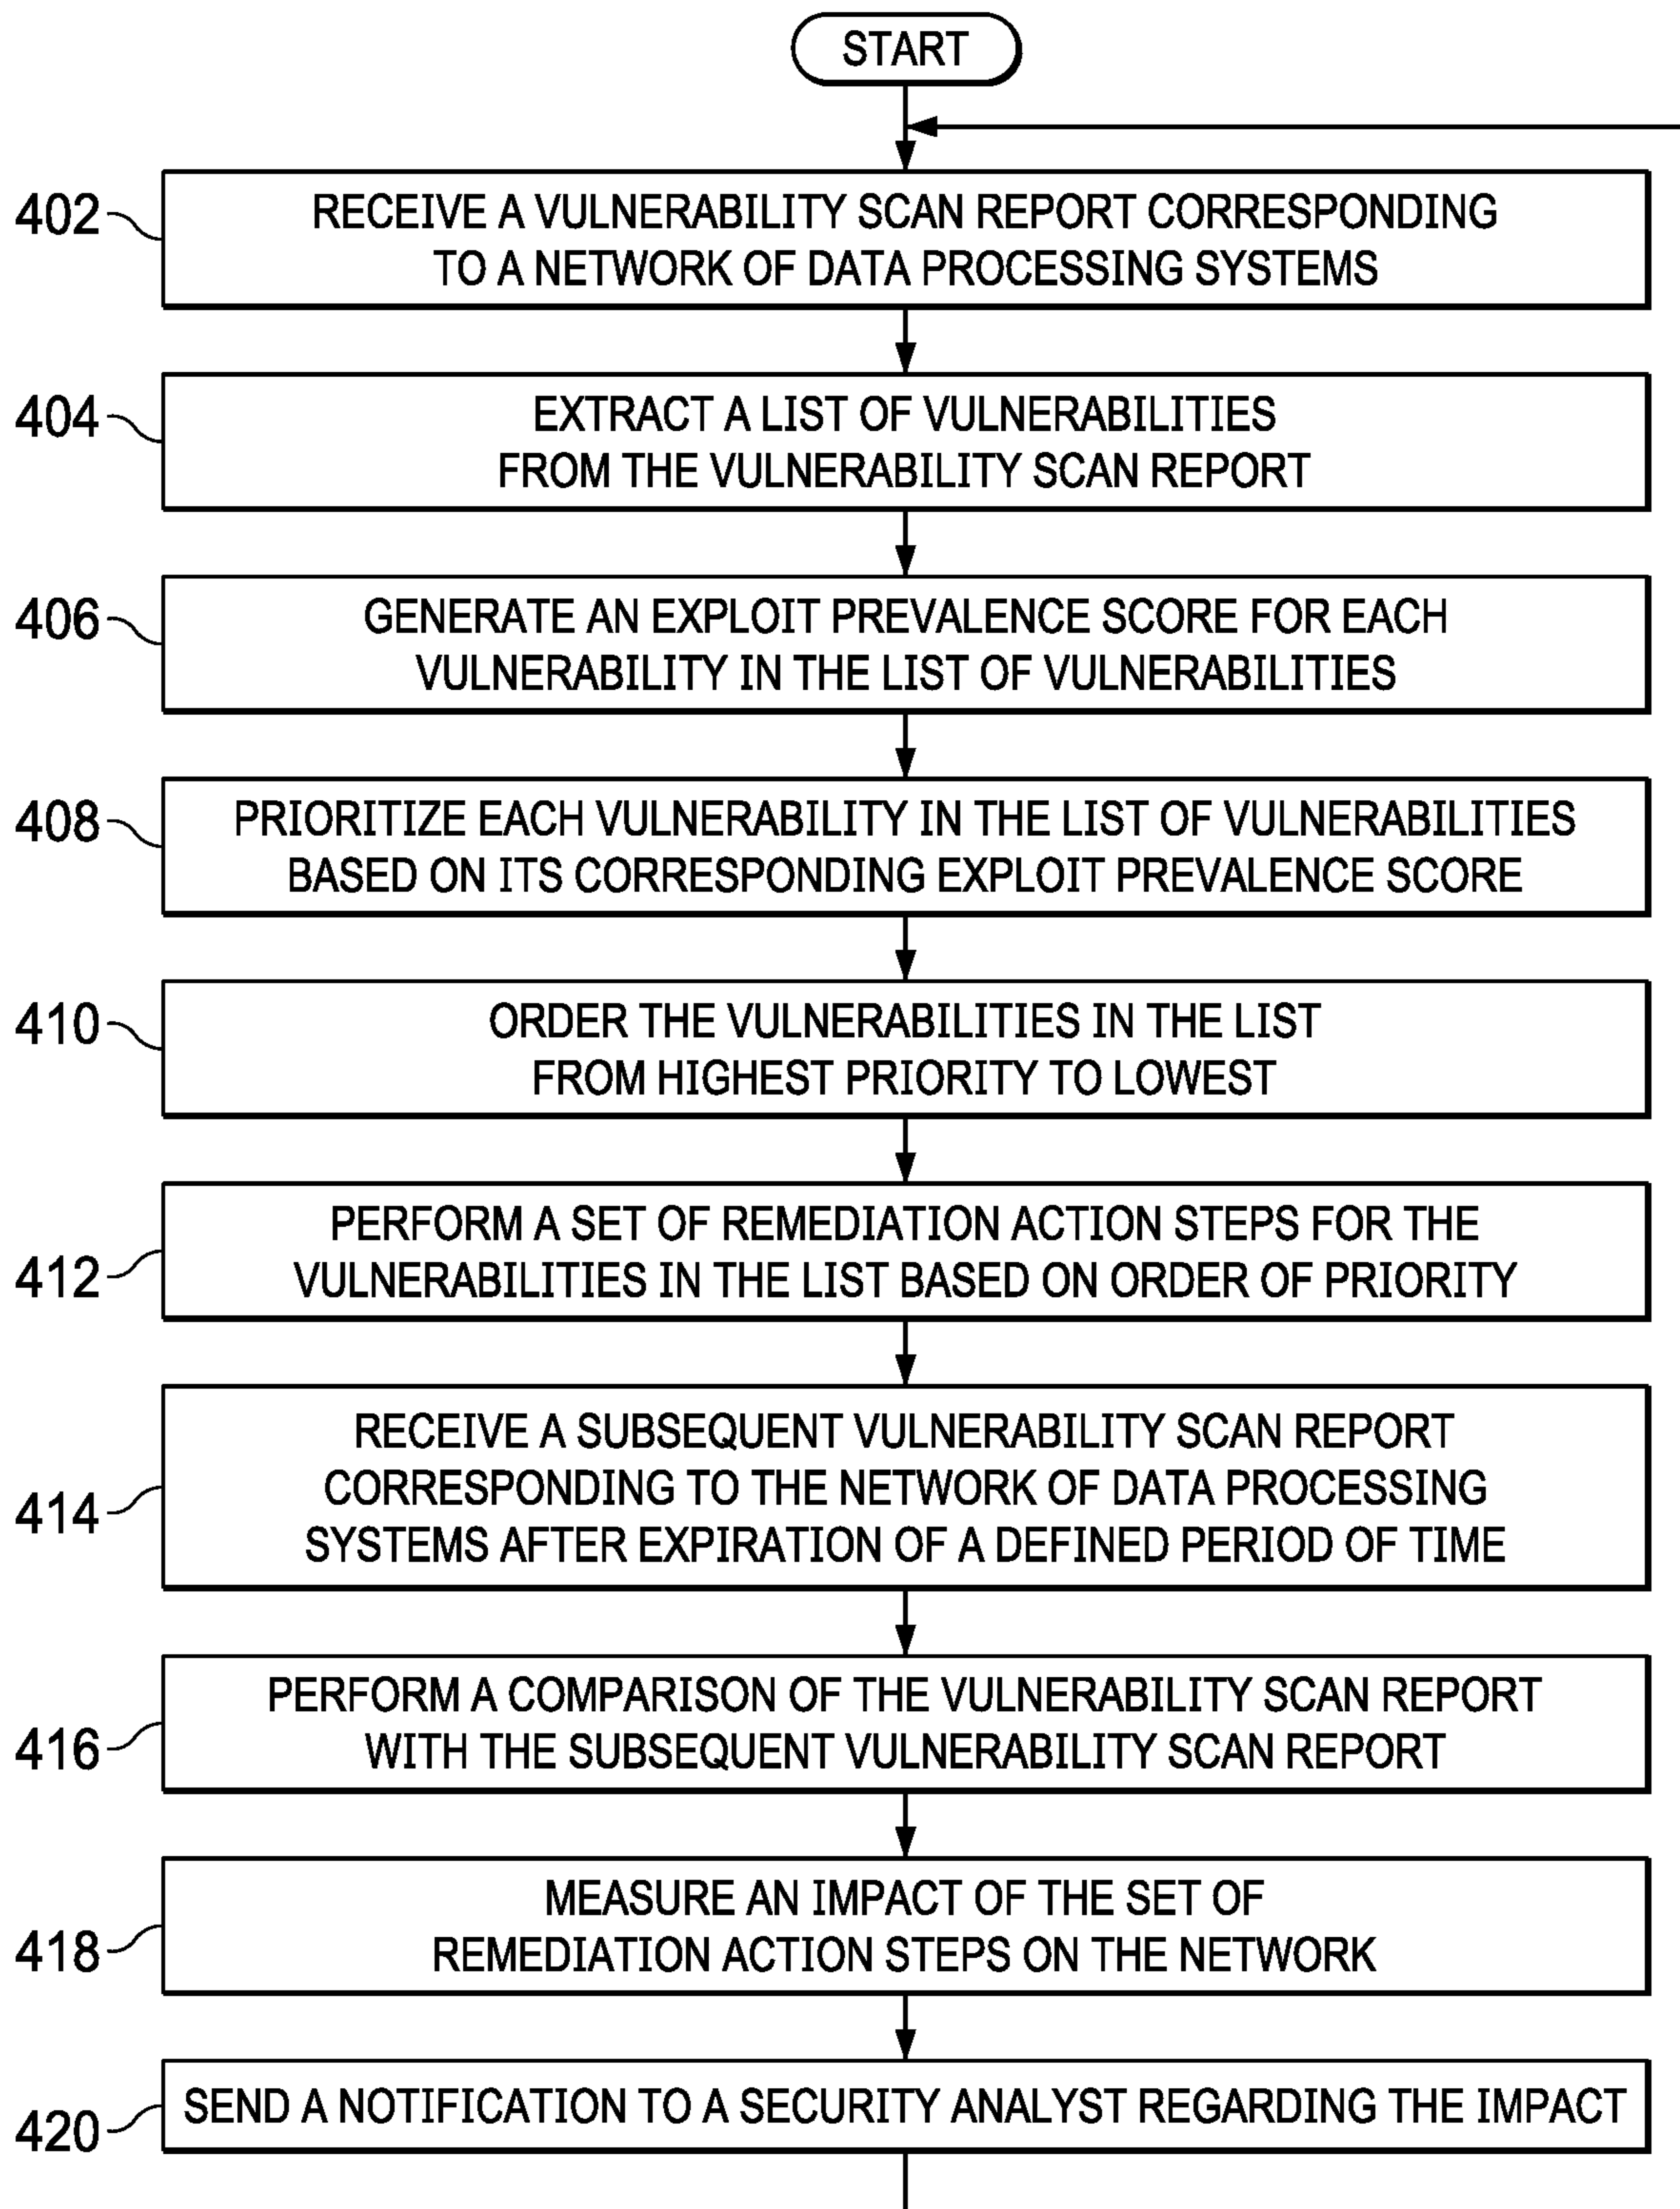 START
402
RECEIVE A VULNERABILITY SCAN REPORT CORRESPONDING
TO A NETWORK OF DATA PROCESSING SYSTEMS
404
EXTRACT A LIST OF VULNERABILITIES
FROM THE VULNERABILITY SCAN REPORT
406
GENERATE AN EXPLOIT PREVALENCE SCORE FOR EACH
VULNERABILITY IN THE LIST OF VULNERABILITIES
408
PRIORITIZE EACH VULNERABILITY IN THE LIST OF VULNERABILITIES
BASED ON ITS CORRESPONDING EXPLOIT PREVALENCE SCORE
410
ORDER THE VULNERABILITIES IN THE LIST
FROM HIGHEST PRIORITY TO LOWEST
412
PERFORM A SET OF REMEDIATION ACTION STEPS FOR THE
VULNERABILITIES IN THE LIST BASED ON ORDER OF PRIORITY
414
RECEIVE A SUBSEQUENT VULNERABILITY SCAN REPORT
CORRESPONDING TO THE NETWORK OF DATA PROCESSING
SYSTEMS AFTER EXPIRATION OF A DEFINED PERIOD OF TIME
416
PERFORM A COMPARISON OF THE VULNERABILITY SCAN REPORT
WITH THE SUBSEQUENT VULNERABILITY SCAN REPORT
418
MEASURE AN IMPACT OF THE SET OF
REMEDIATION ACTION STEPS ON THE NETWORK
420
SEND A NOTIFICATION TO A SECURITY ANALYST REGARDING THE IMPACT